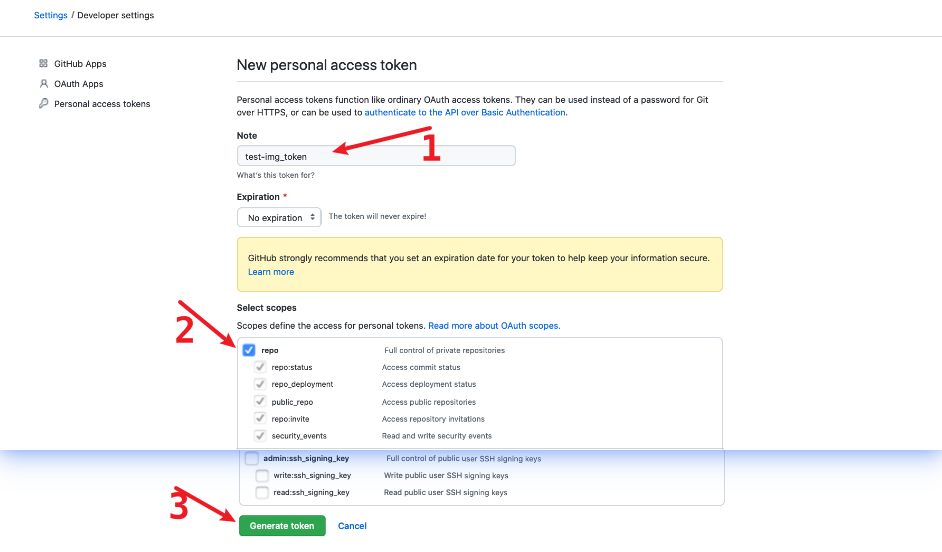 Settings / Developer settings
GitHub Apps
OAuth Apps
Personal access tokens
New personal access token
Personal access tokens function like ordinary OAuth access tokens. They can be used instead of a password for Git
over HTTPS, or can be used to authenticate to the API over Basic Authentication.
Note
1
test-img_token
What's this token for?
Expiration *
No expiration The token will never expire!
GitHub strongly recommends that you set an expiration date for your token to help keep your information secure.
Learn more
Select scopes
2
Scopes define the access for personal tokens. Read more about OAuth scopes.
repo Full control of private repositories
repo:status Access commit status
repo_deployment Access deployment status
public_repo Access public repositories
repo:invite Access repository invitations
security_events Read and write security events
admin:ssh_signing_key Full control of public user SSH signing keys
write:ssh_signing_key Write public user SSH signing keys
read:ssh_signing_key Read public user SSH signing keys
3
Generate token Cancel